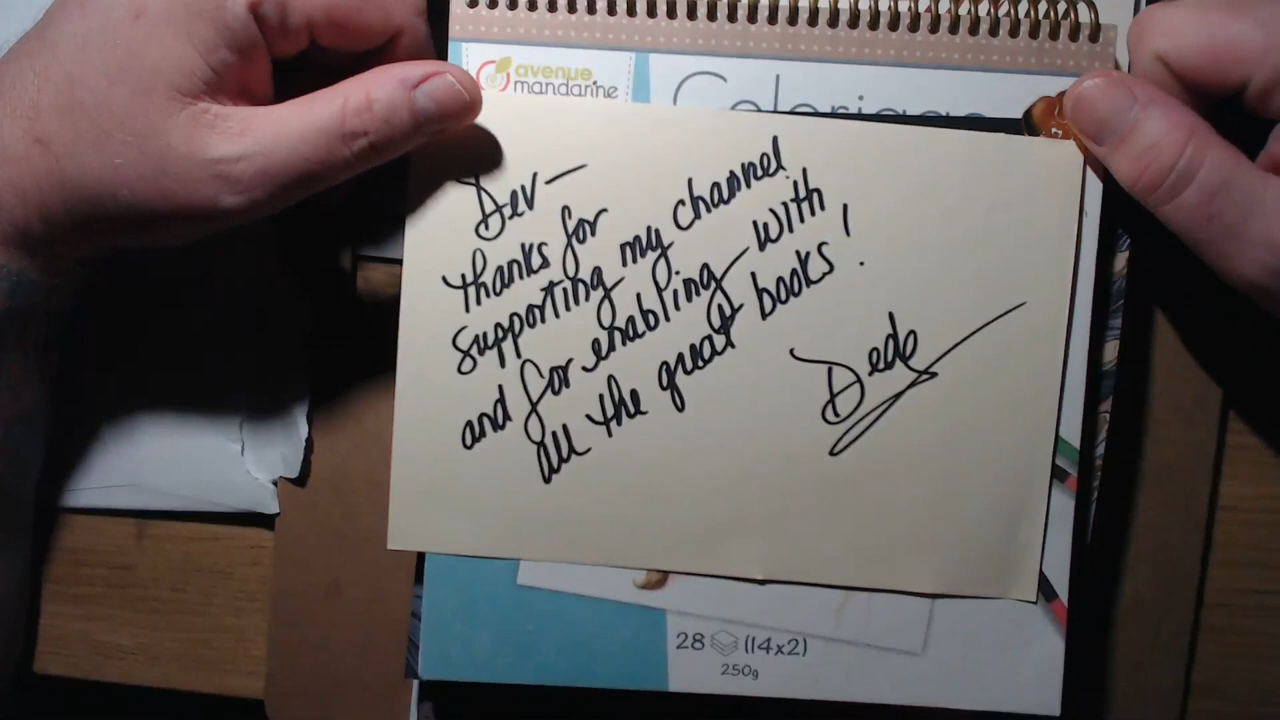 avenue
mandarine
Coloriage
Dev—
thanks for
supporting my channel
and for enabling with
all the great books!
Dede
28 (14x2)
250g